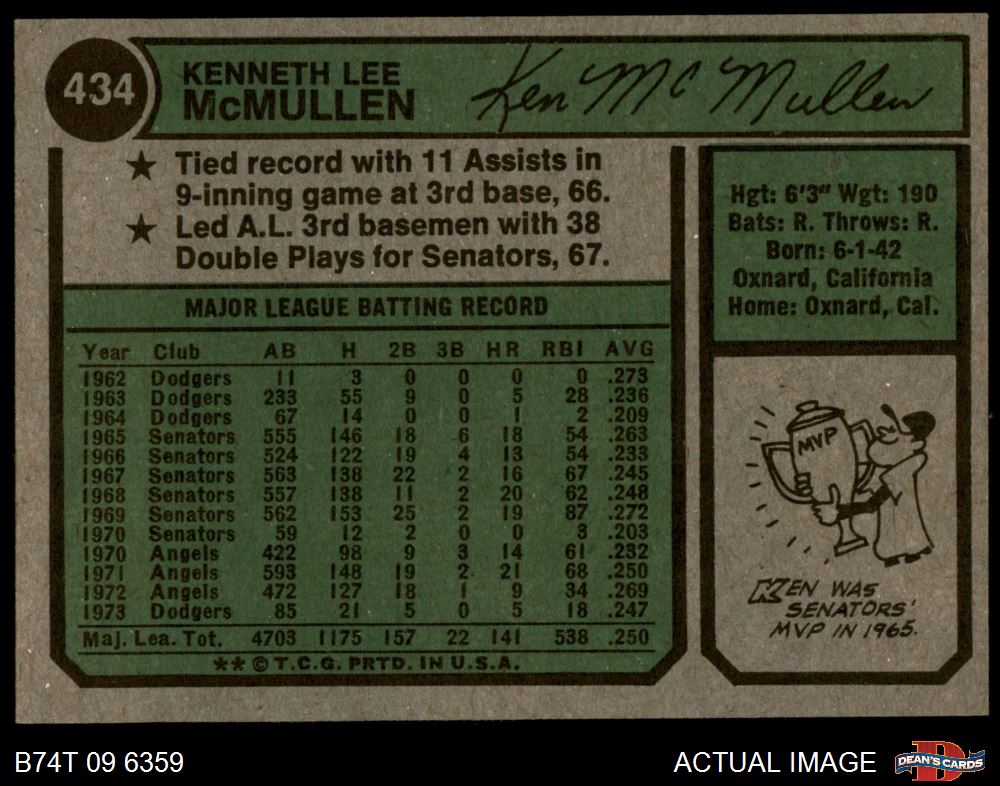 434
KENNETH LEE
McMULLEN
Ken McMullen
★ Tied record with 11 Assists in
9-inning game at 3rd base, 66.
★ Led A.L. 3rd basemen with 38
Double Plays for Senators, 67.
MAJOR LEAGUE BATTING RECORD
Year Club AB H 2B 3B HR RBI AVG
1962 Dodgers 11 3 0 0 0 0 .273
1963 Dodgers 233 55 9 0 5 28 .236
1964 Dodgers 67 14 0 0 1 2 .209
1965 Senators 555 146 18 6 18 54 .263
1966 Senators 524 122 19 4 13 54 .233
1967 Senators 563 138 22 2 16 67 .245
1968 Senators 557 138 11 2 20 62 .248
1969 Senators 562 153 25 2 19 87 .272
1970 Senators 59 12 2 0 0 3 .203
1970 Angels 422 98 9 3 14 61 .232
1971 Angels 593 148 19 2 21 68 .250
1972 Angels 472 127 18 1 9 34 .269
1973 Dodgers 85 21 5 0 5 18 .247
Maj. Lea. Tot. 4703 1175 157 22 141 538 .250
** © T.C.G. PRTD. IN U.S.A.
Hgt: 6'3" Wgt: 190
Bats: R. Throws: R.
Born: 6-1-42
Oxnard, California
Home: Oxnard, Cal.
MVP
KEN WAS
SENATORS'
MVP IN 1965.
B74T 09 6359
ACTUAL IMAGE
D
DEAN'S CARDS